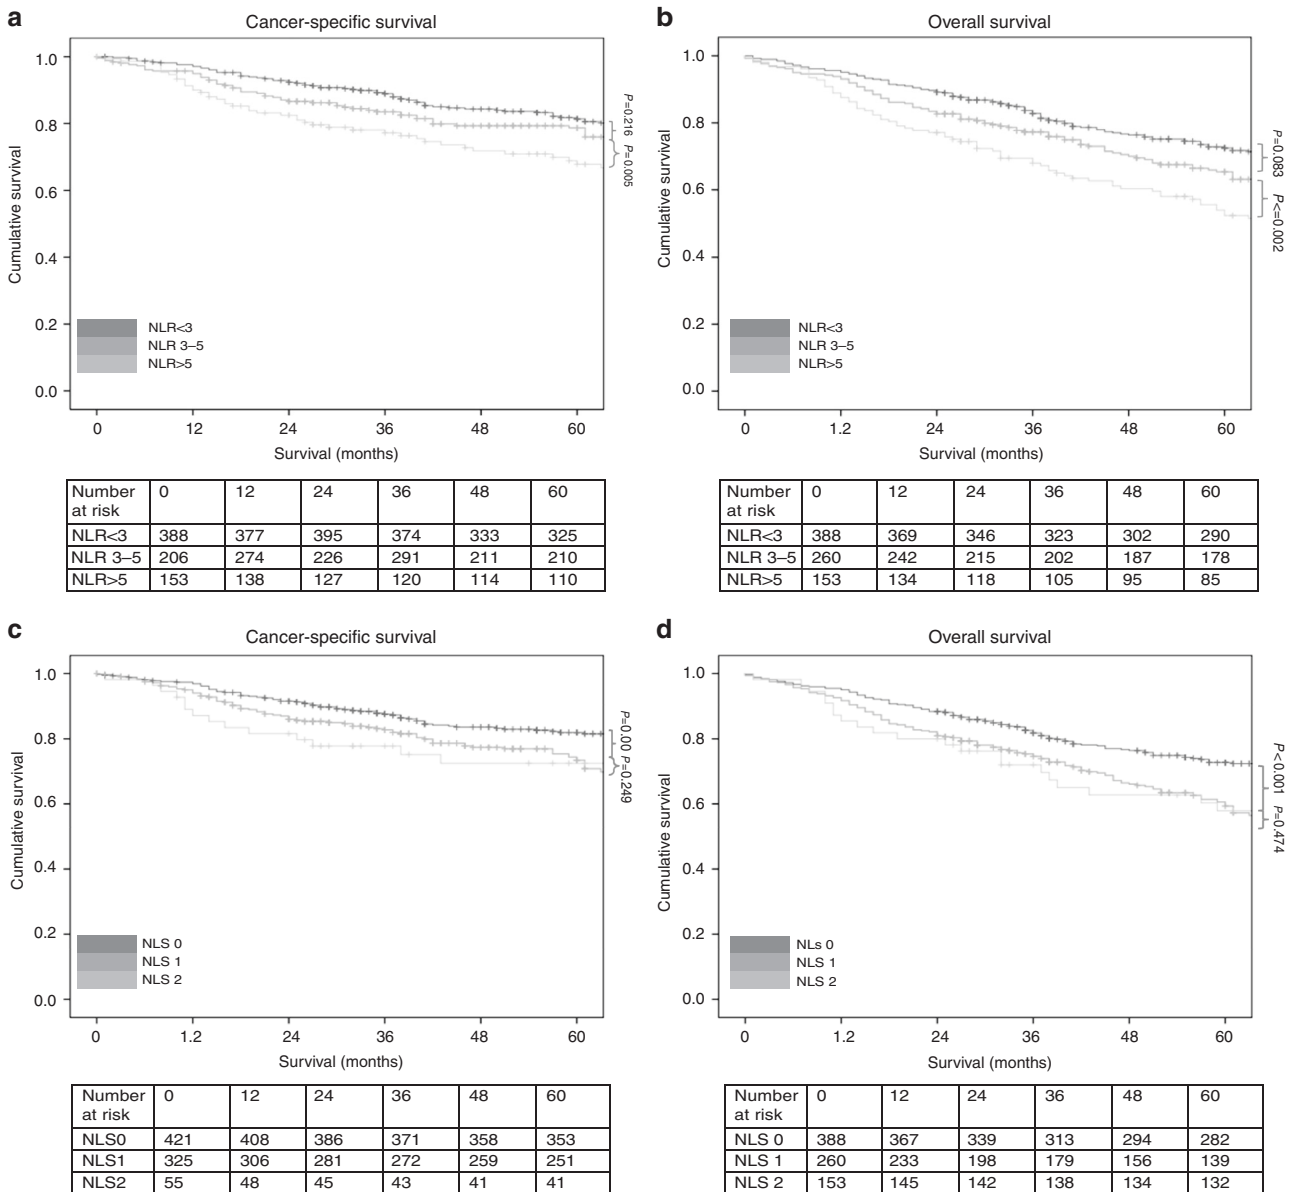 a
Cancer-specific survival
1.0
0.8
0.6
0.4
0.2
0.0
Cumulative survival
NLR<3
NLR 3–5
NLR>5
P=0.216
P=0.005
0 12 24 36 48 60
Survival (months)
Number at risk 0 12 24 36 48 60
NLR<3 388 377 395 374 333 325
NLR 3–5 206 274 226 291 211 210
NLR>5 153 138 127 120 114 110
b
Overall survival
1.0
0.8
0.6
0.4
0.2
0.0
Cumulative survival
NLR<3
NLR 3–5
NLR>5
P=0.083
P<=0.002
0 1.2 24 36 48 60
Survival (months)
Number at risk 0 12 24 36 48 60
NLR<3 388 369 346 323 302 290
NLR 3–5 260 242 215 202 187 178
NLR>5 153 134 118 105 95 85
c
Cancer-specific survival
1.0
0.8
0.6
0.4
0.2
0.0
Cumulative survival
NLS 0
NLS 1
NLS 2
P=0.00
P=0.249
0 1.2 24 36 48 60
Survival (months)
Number at risk 0 12 24 36 48 60
NLS0 421 408 386 371 358 353
NLS1 325 306 281 272 259 251
NLS2 55 48 45 43 41 41
d
Overall survival
1.0
0.8
0.6
0.4
0.2
0.0
Cumulative survival
NLs 0
NLS 1
NLS 2
P<0.001
P=0.474
0 1.2 24 36 48 60
Survival (months)
Number at risk 0 12 24 36 48 60
NLS 0 388 367 339 313 294 282
NLS 1 260 233 198 179 156 139
NLS 2 153 145 142 138 134 132